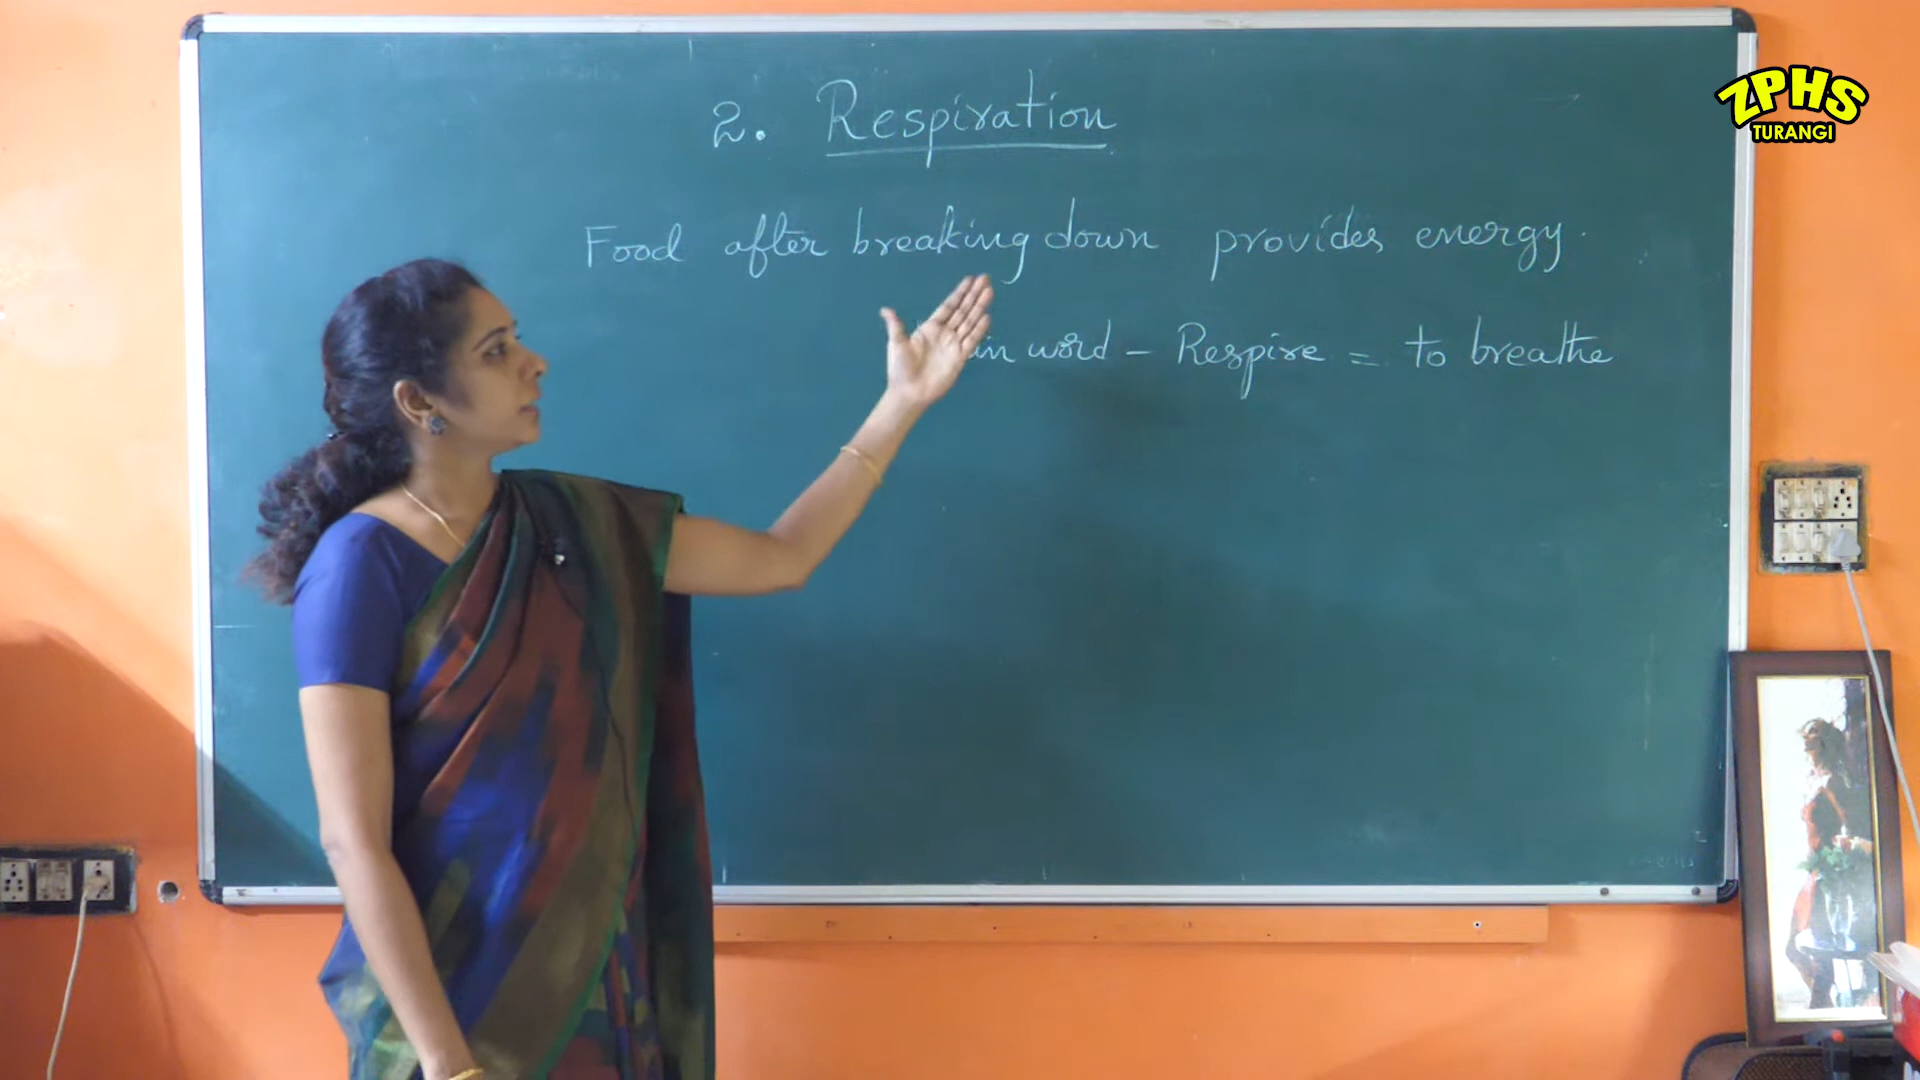 2. Respiration
Food after breaking down provides energy.
word - Respire = to breathe
ZPHS
TURANGI